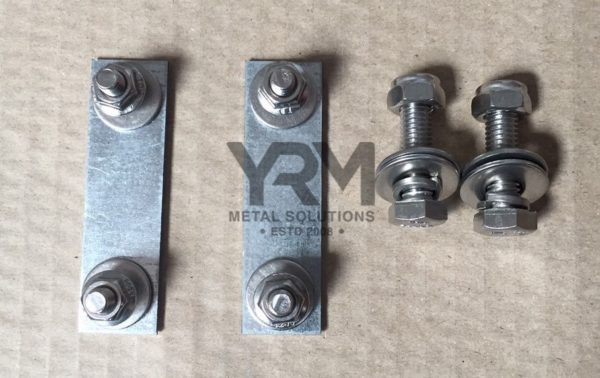 YRM
METAL SOLUTIONS
• ESTD 2008 •